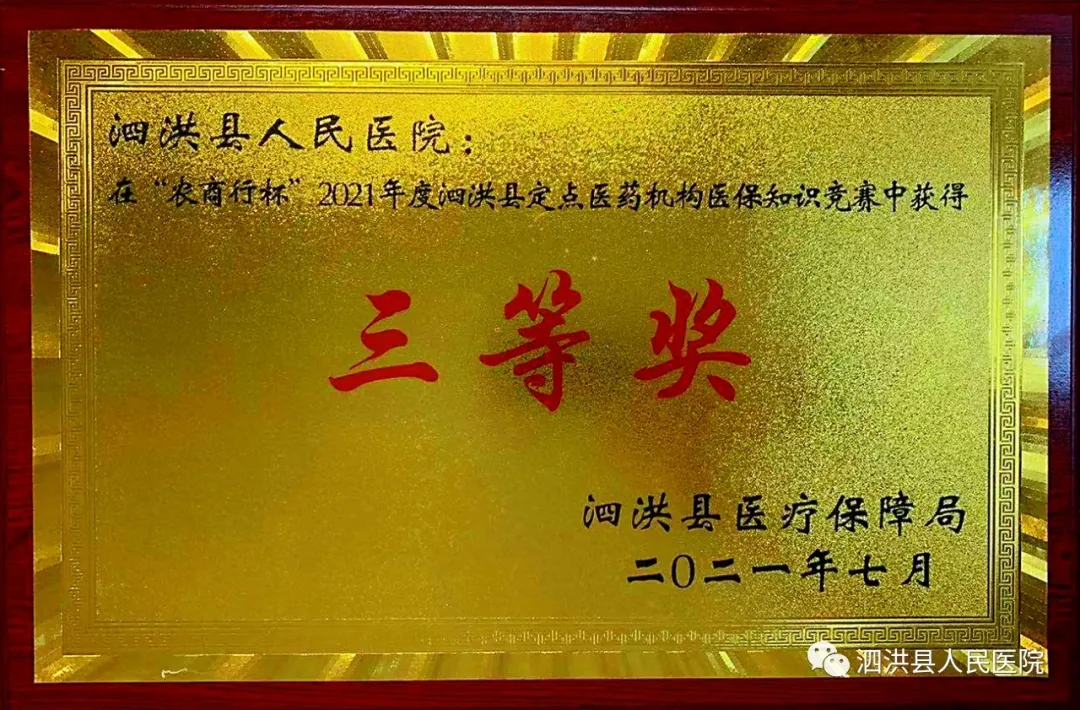 泗洪县人民医院：
在“农商行杯”2021年度泗洪县定点医药机构医保知识竞赛中获得
三等奖
泗洪县医疗保障局
二〇二一年七月
泗洪县人民医院